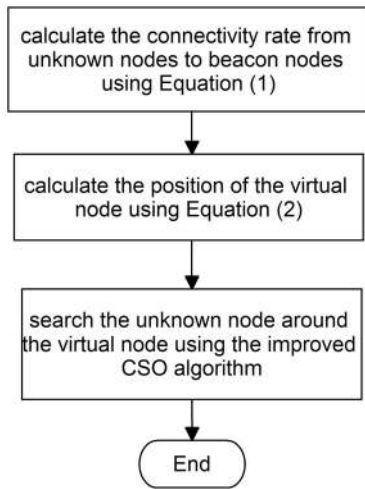 calculate the connectivity rate from
unknown nodes to beacon nodes
using Equation (1)
calculate the position of the virtual
node using Equation (2)
search the unknown node around
the virtual node using the improved
CSO algorithm
End